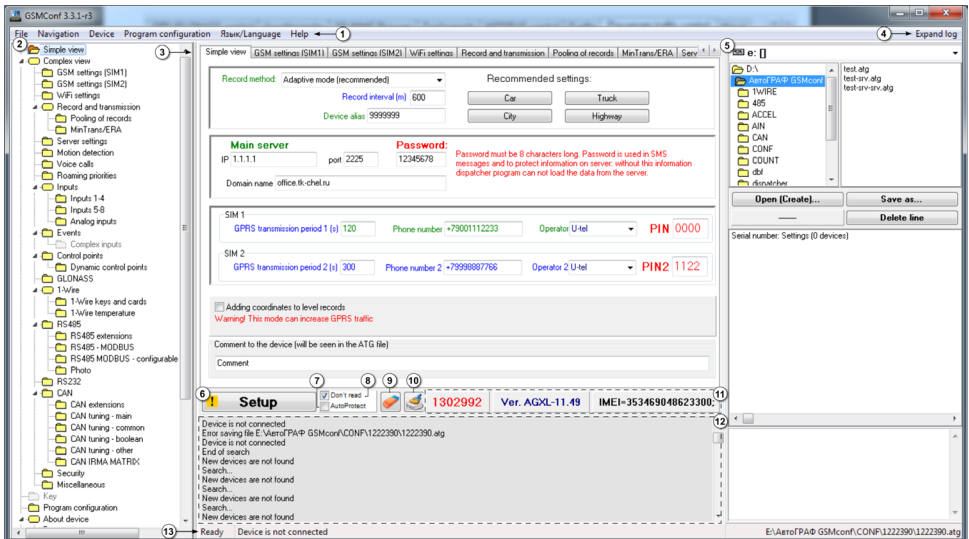 GSMConf 3.3.1-r3
File Navigation Device Program configuration Язык/Language Help 1 4 Expand log
2 Simple view
Complex view
GSM settings (SIM1)
GSM settings (SIM2)
WiFi settings
Record and transmission
Pooling of records
MinTrans/ERA
Server settings
Motion detection
Voice calls
Roaming priorities
Inputs
Inputs 1-4
Inputs 5-8
Analog inputs
Events
Complex inputs
Control points
Dynamic control points
GLONASS
1-Wire
1-Wire keys and cards
1-Wire temperature
RS485
RS485 extensions
RS485 - MODBUS
RS485 MODBUS - configurable
Photo
RS232
CAN
CAN extensions
CAN tuning - main
CAN tuning - common
CAN tuning - boolean
CAN tuning - other
CAN IRMA MATRIX
Security
Miscellaneous
Key
Program configuration
About device
3
Simple view GSM settings (SIM1) GSM settings (SIM2) WiFi settings Record and transmission Pooling of records MinTrans/ERA Serv
Record method: Adaptive mode (recommended) Recommended settings:
Record interval (m) 600 Car Truck
Device alias 9999999 City Highway
Main server Password:
IP 1.1.1.1 port 2225 12345678
Password must be 8 characters long. Password is used in SMS
messages and to protect information on server: without this information
dispatcher program can not load the data from the server.
Domain name office.tk-chel.ru
SIM 1
GPRS transmission period 1 (s) 120 Phone number +79001112233 Operator U-tel PIN 0000
SIM 2
GPRS transmission period 2 (s) 300 Phone number 2 +79998887766 Operator 2 U-tel PIN2 1122
Adding coordinates to level records
Warning! This mode can increase GPRS traffic
Comment to the device (will be seen in the ATG file)
Comment
7 8 9 10
6 Setup Don't read AutoProtect 1302992 Ver. AGXL-11.49 IMEI=353469048623300; 11
12
Device is not connected
Error saving file E:\АвтоГРАФ GSMconf\CONF\1222390\1222390.atg
Device is not connected
End of search
New devices are not found
Search...
New devices are not found
Search...
New devices are not found
Search...
New devices are not found
5 e: []
D:\
АвтоГРАФ GSMconf
1WIRE
485
ACCEL
AIN
CAN
CONF
COUNT
dbf
dispatcher
test.atg
test-srv.atg
test-srv-srv.atg
Open (Create)... Save as...
Delete line
Serial number: Settings (0 devices)
13 Ready Device is not connected E:\АвтоГРАФ GSMconf\CONF\1222390\1222390.atg